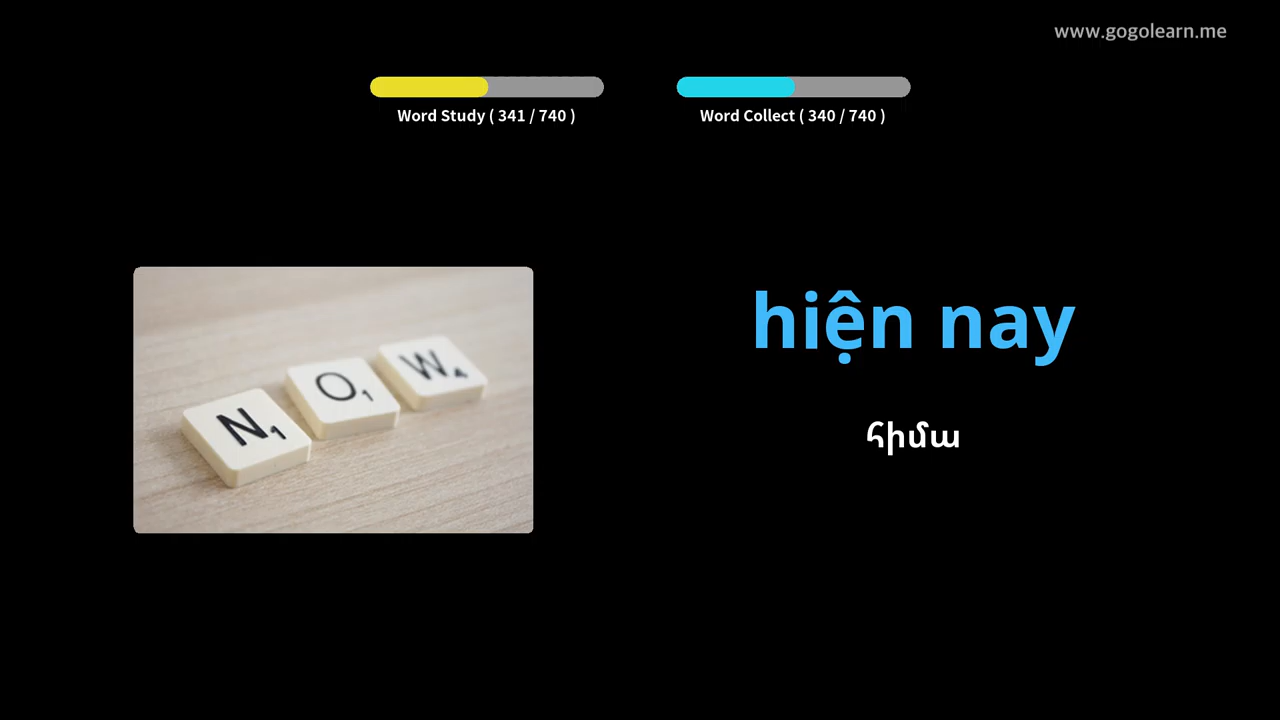 www.gogolearn.me
Word Study ( 341 / 740 )
Word Collect ( 340 / 740 )
N1 O1 W4
hiện nay
հիմա